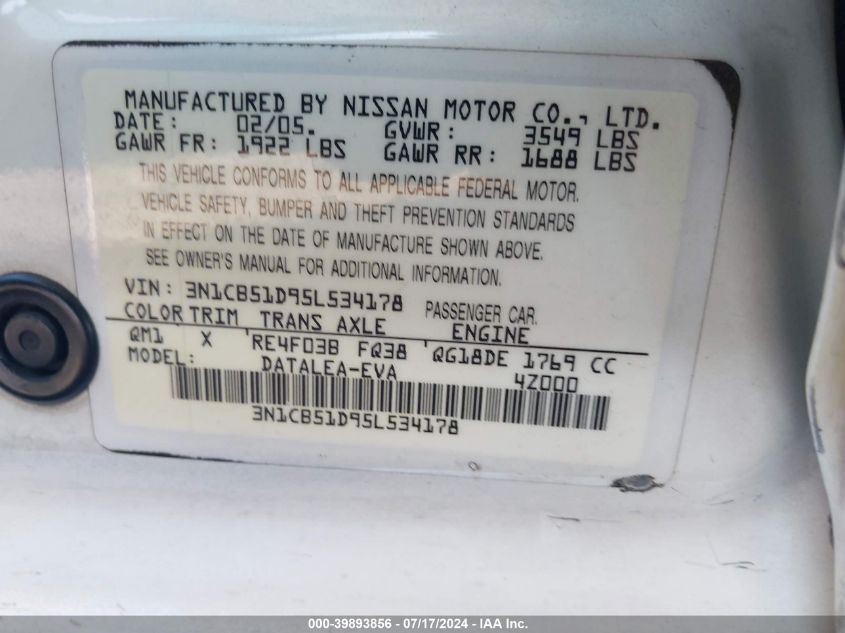 MANUFACTURED BY NISSAN MOTOR CO., LTD.
DATE: 02/05. GVWR: 3549 LBS
GAWR FR: 1922 LBS GAWR RR: 1688 LBS
THIS VEHICLE CONFORMS TO ALL APPLICABLE FEDERAL MOTOR.
VEHICLE SAFETY, BUMPER AND THEFT PREVENTION STANDARDS
IN EFFECT ON THE DATE OF MANUFACTURE SHOWN ABOVE.
SEE OWNER'S MANUAL FOR ADDITIONAL INFORMATION.
VIN: 3N1CB51D95L534178 PASSENGER CAR.
COLOR TRIM TRANS AXLE ENGINE
QM1 X RE4F03B FQ38 QG18DE 1769 CC
MODEL: DATALEA-EVA 4Z000
3N1CB51D95L534178
000-39893856 / 07/17/2024 - IAA Inc.